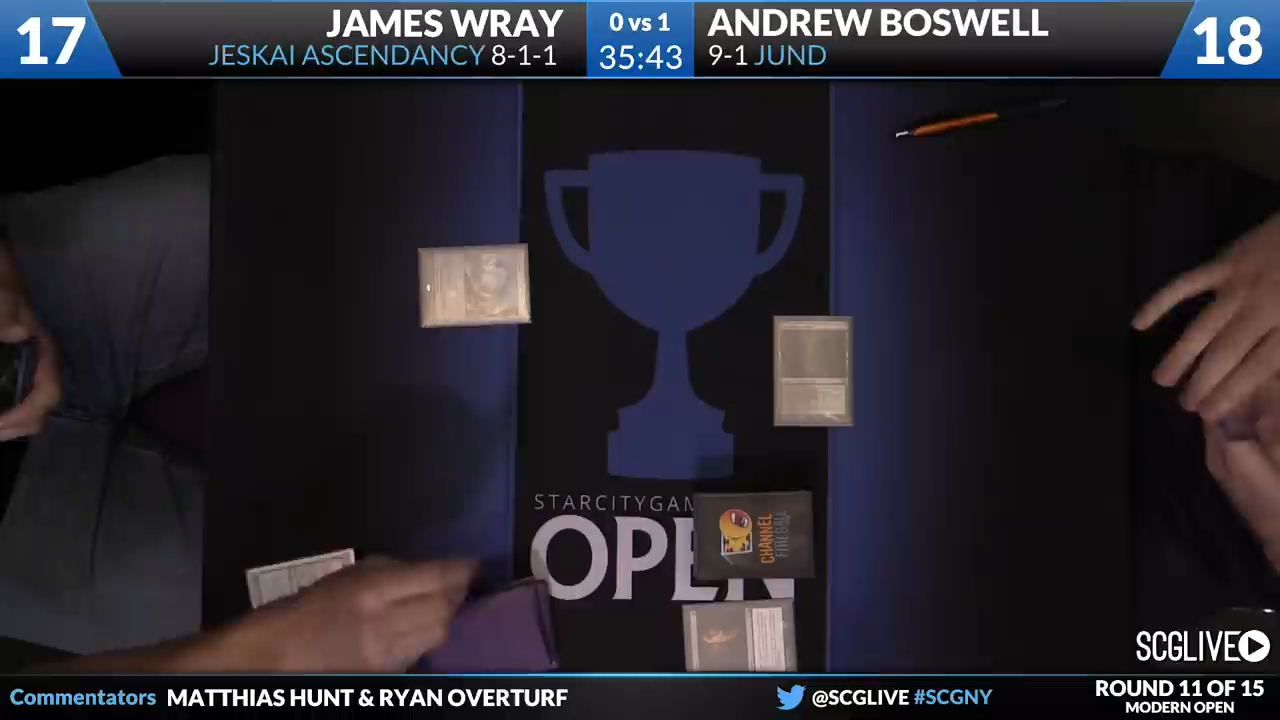 17
JAMES WRAY
JESKAI ASCENDANCY 8-1-1
0 vs 1
35:43
ANDREW BOSWELL
9-1 JUND
18
STARCITYGAM
OPEN
CHANNEL
FIREBALL
SCGLIVE
Commentators MATTHIAS HUNT & RYAN OVERTURF
@SCGLIVE #SCGNY
ROUND 11 OF 15
MODERN OPEN